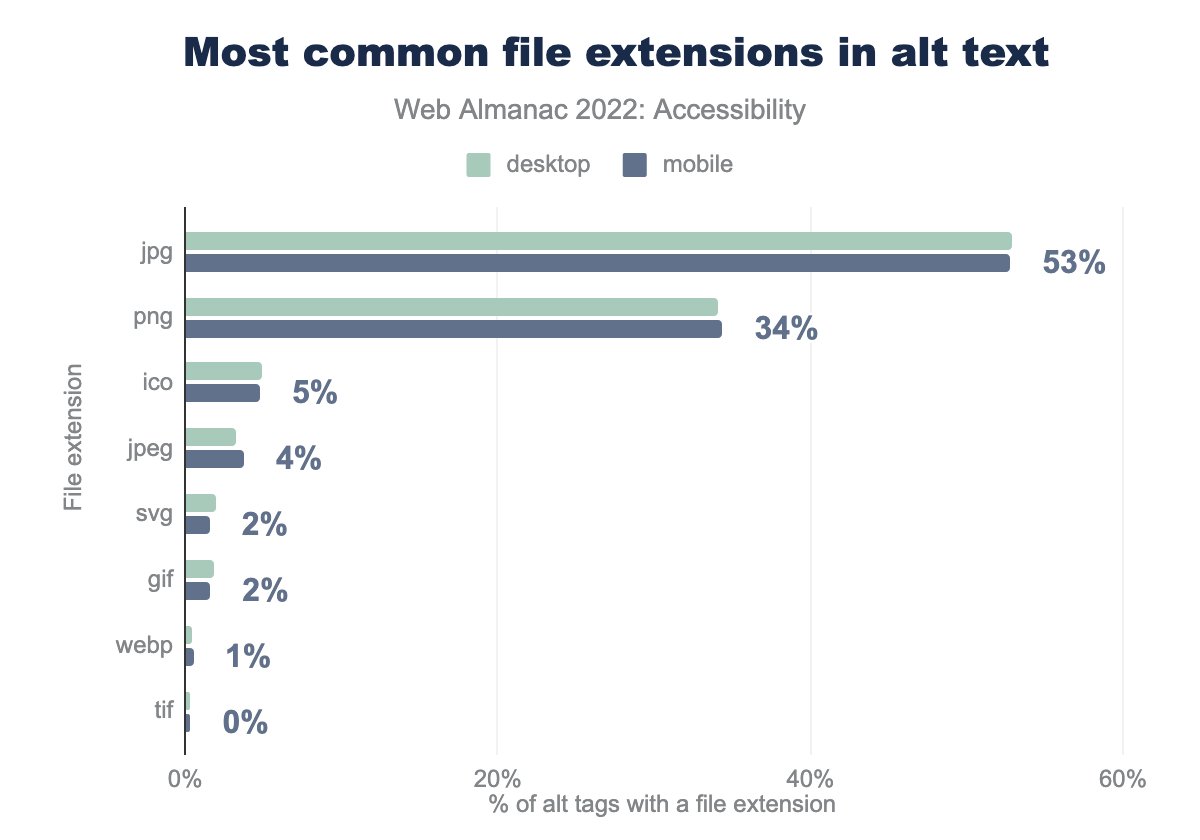 Most common file extensions in alt text
Web Almanac 2022: Accessibility
desktop
mobile
File extension
jpg
53%
png
34%
ico
5%
jpeg
4%
svg
2%
gif
2%
webp
1%
tif
0%
0%
20%
40%
60%
% of alt tags with a file extension